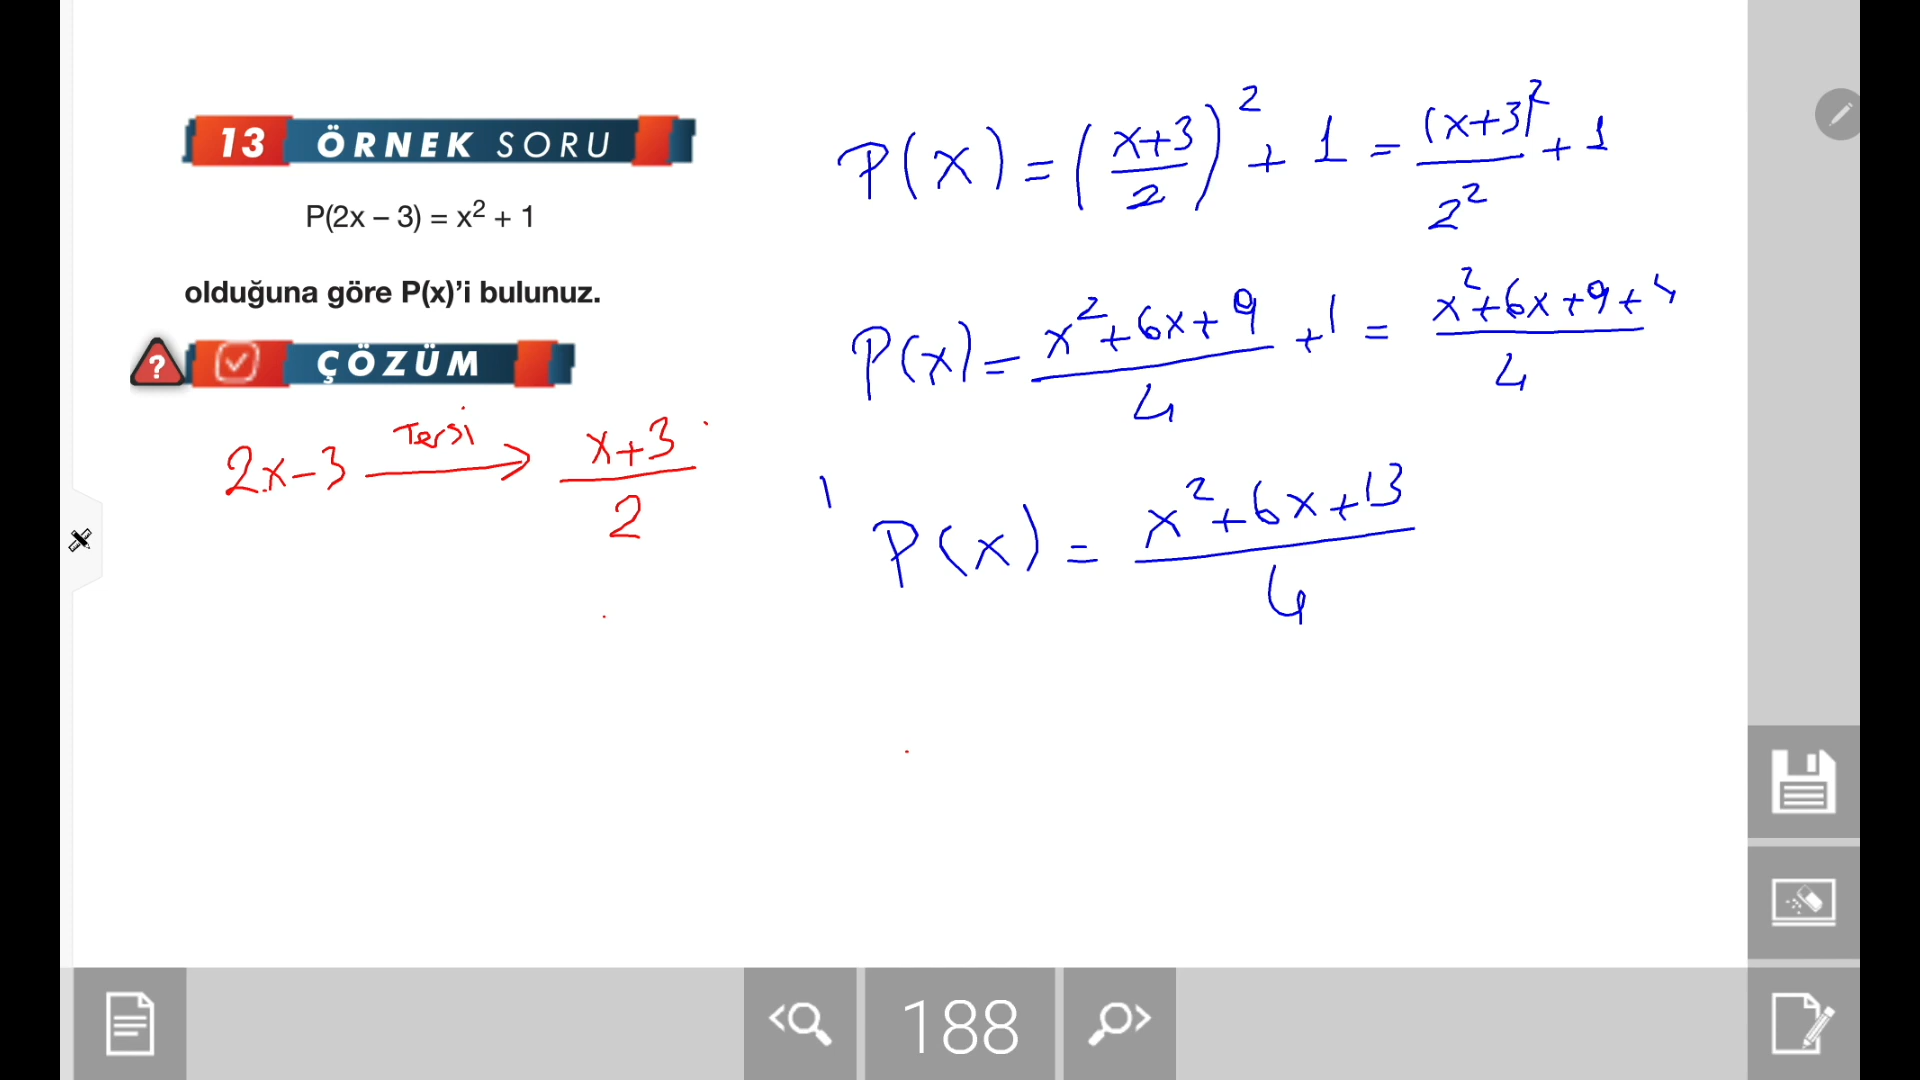 13 ÖRNEK SORU
P(2x – 3) = x² + 1
olduğuna göre P(x)'i bulunuz.
? ÇÖZÜM
2x-3 Tersi → (x+3)/2
P(x) = ((x+3)/2)² + 1 = (x+3)²/2² + 1
P(x) = (x²+6x+9)/4 + 1 = (x²+6x+9+4)/4
P(x) = (x²+6x+13)/4
188